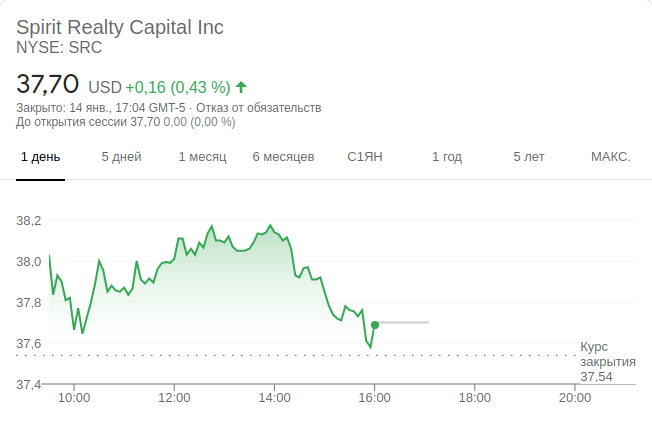 Spirit Realty Capital Inc
NYSE: SRC
37,70 USD +0,16 (0,43 %)
Закрыто: 14 янв., 17:04 GMT-5 · Отказ от обязательств
До открытия сессии 37,70 0,00 (0,00 %)
1 день 5 дней 1 месяц 6 месяцев С1ЯН 1 год 5 лет МАКС.
38,2
38,0
37,8
37,6
Курс
закрытия
37,54
37,4
10:00 12:00 14:00 16:00 18:00 20:00